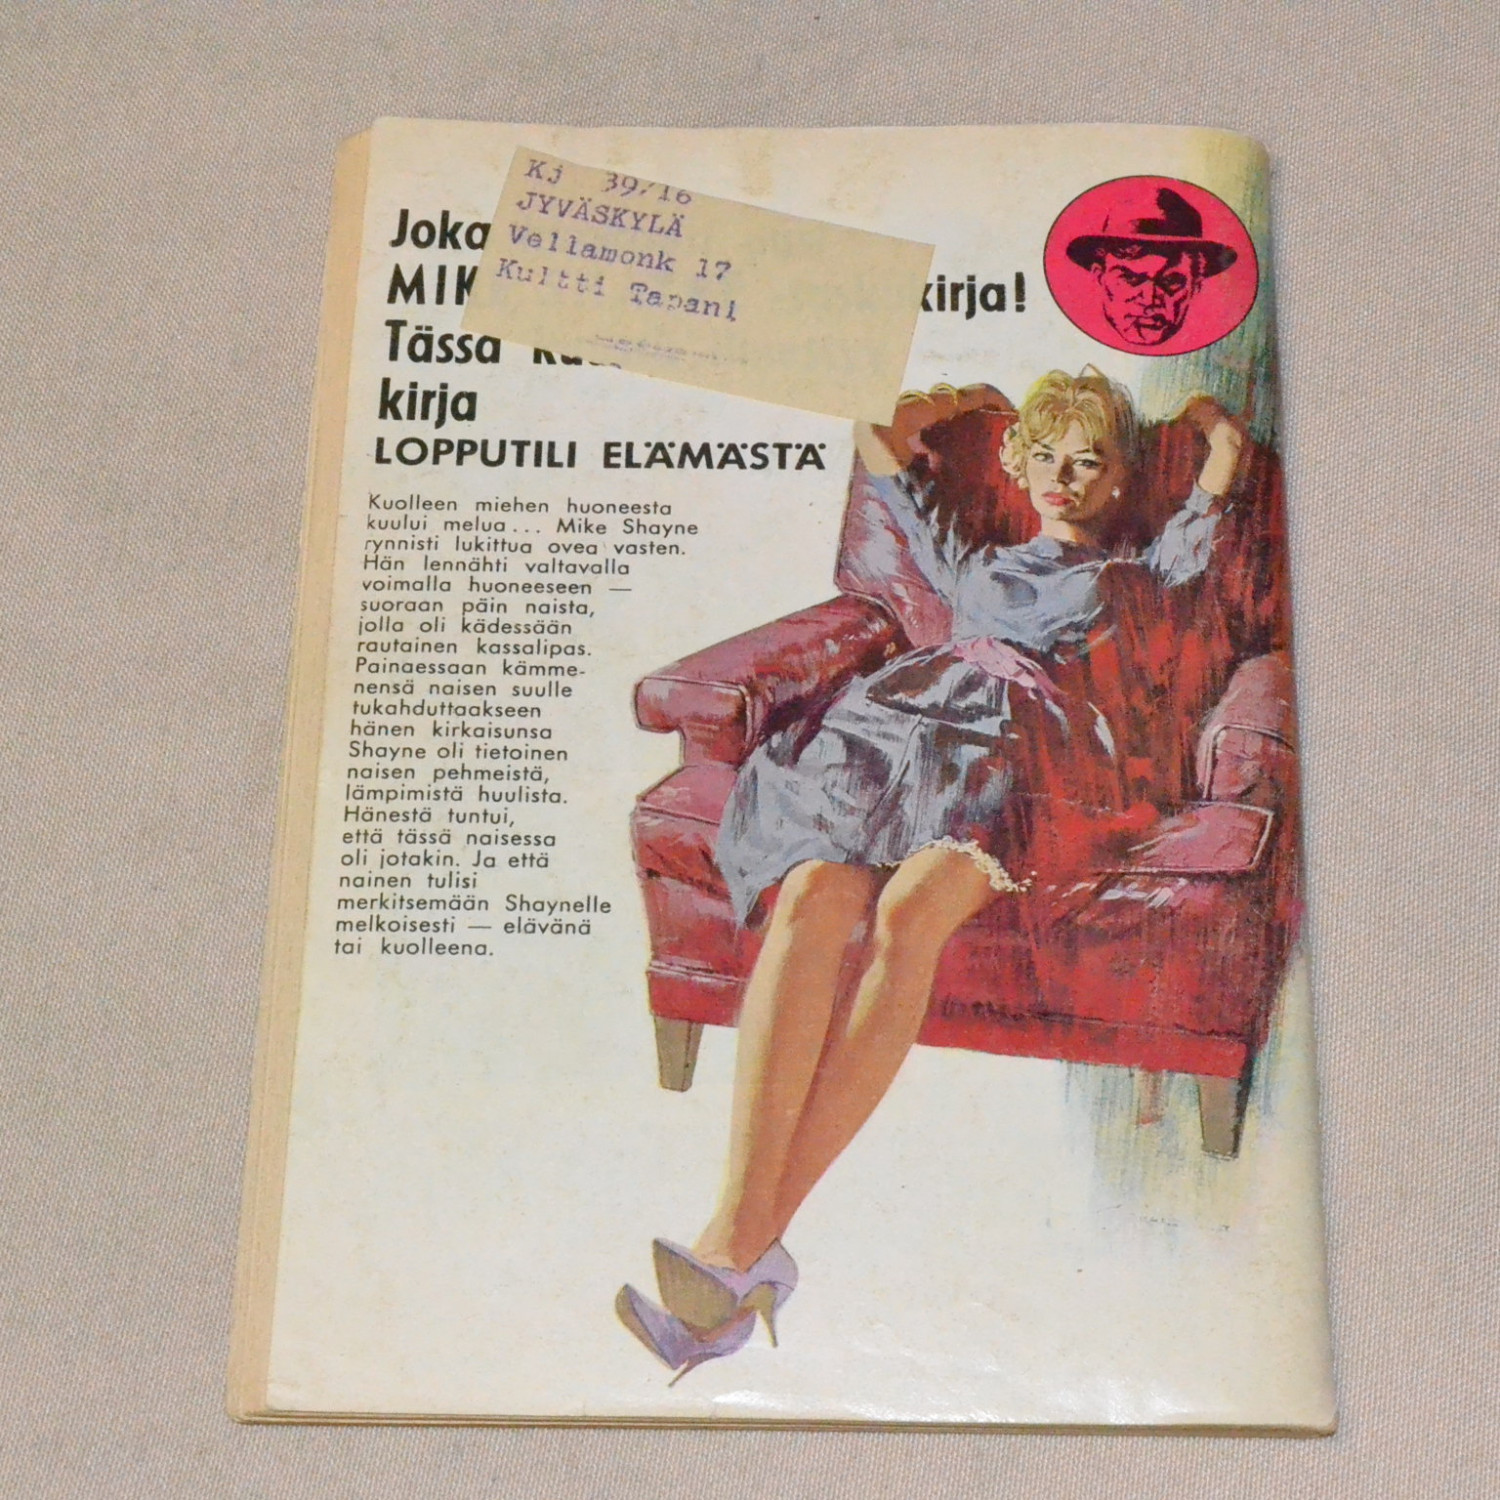 Kj 39/16
JYVÄSKYLÄ
Vellamonk 17
Kultti Tapani
Joka
MIK kirja!
Tässä
kirja
LOPPUTILI ELÄMÄSTÄ
Kuolleen miehen huoneesta
kuului melua... Mike Shayne
rynnisti lukittua ovea vasten.
Hän lennähti valtavalla
voimalla huoneeseen —
suoraan päin naista,
jolla oli kädessään
rautainen kassalipas.
Painaessaan kämme-
nensä naisen suulle
tukahduttaakseen
hänen kirkaisunsa
Shayne oli tietoinen
naisen pehmeistä,
lämpimistä huulista.
Hänestä tuntui,
että tässä naisessa
oli jotakin. Ja että
nainen tulisi
merkitsemään Shaynelle
melkoisesti — elävänä
tai kuolleena.